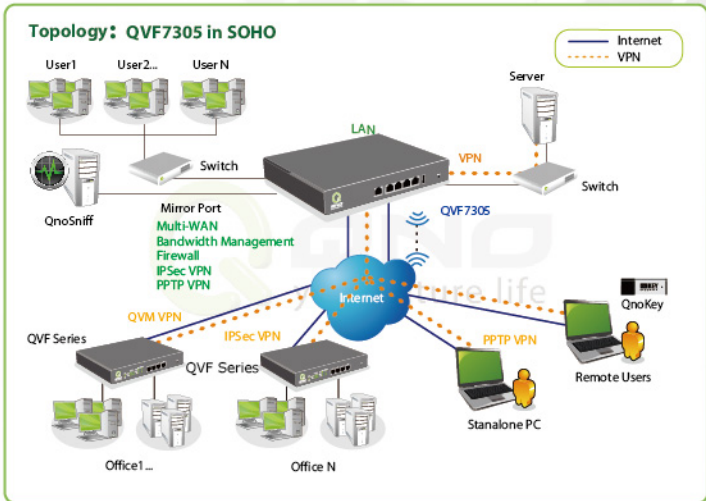 Topology: QVF7305 in SOHO
Internet
VPN
User1
User2...
User N
Server
LAN
VPN
Switch
Switch
QnoSniff
Mirror Port
Multi-WAN
Bandwidth Management
Firewall
IPSec VPN
PPTP VPN
QVF7305
Internet
QnoKey
QVM VPN
IPSec VPN
PPTP VPN
QVF Series
QVF Series
Remote Users
Stanalone PC
Office1...
Office N